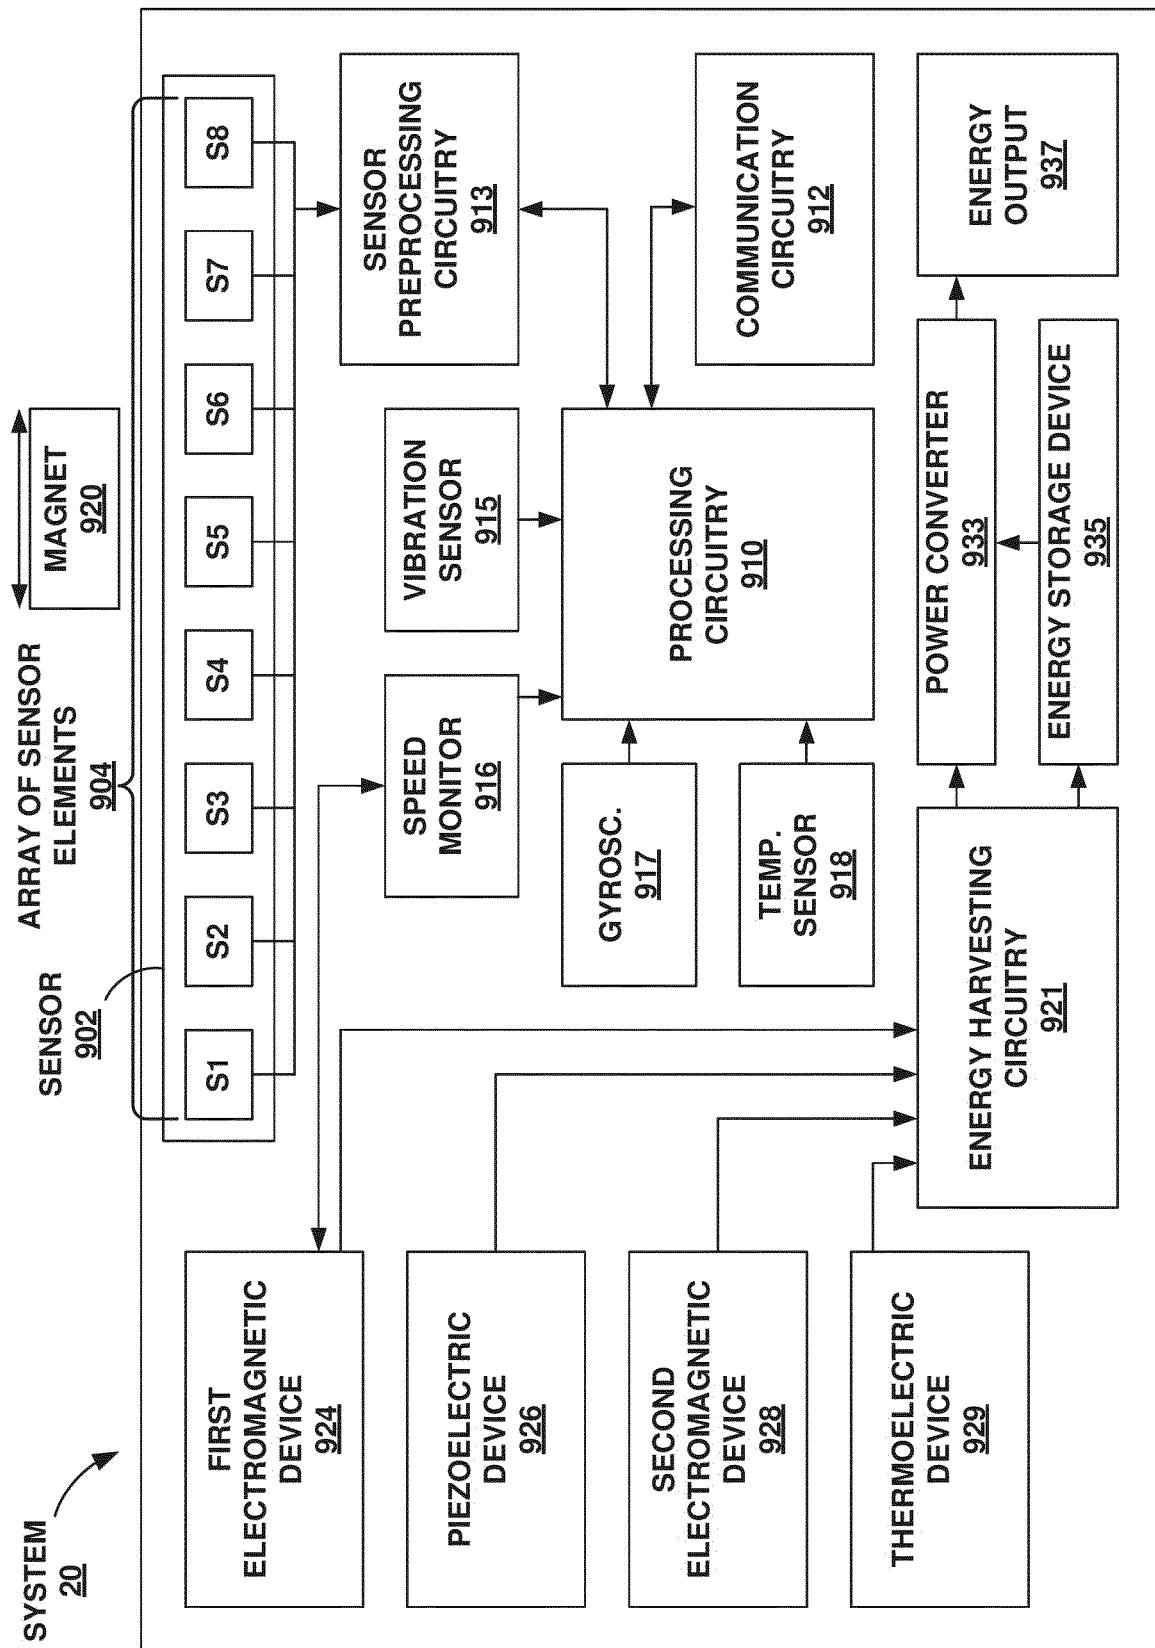 SYSTEM
20
SENSOR
902
ARRAY OF SENSOR
ELEMENTS
904
MAGNET
920
S1
S2
S3
S4
S5
S6
S7
S8
FIRST
ELECTROMAGNETIC
DEVICE
924
SPEED
MONITOR
916
VIBRATION
SENSOR
915
SENSOR
PREPROCESSING
CIRCUITRY
913
PIEZOELECTRIC
DEVICE
926
GYROSC.
917
PROCESSING
CIRCUITRY
910
COMMUNICATION
CIRCUITRY
912
SECOND
ELECTROMAGNETIC
DEVICE
928
TEMP.
SENSOR
918
THERMOELECTRIC
DEVICE
929
ENERGY HARVESTING
CIRCUITRY
921
POWER CONVERTER
933
ENERGY STORAGE DEVICE
935
ENERGY
OUTPUT
937